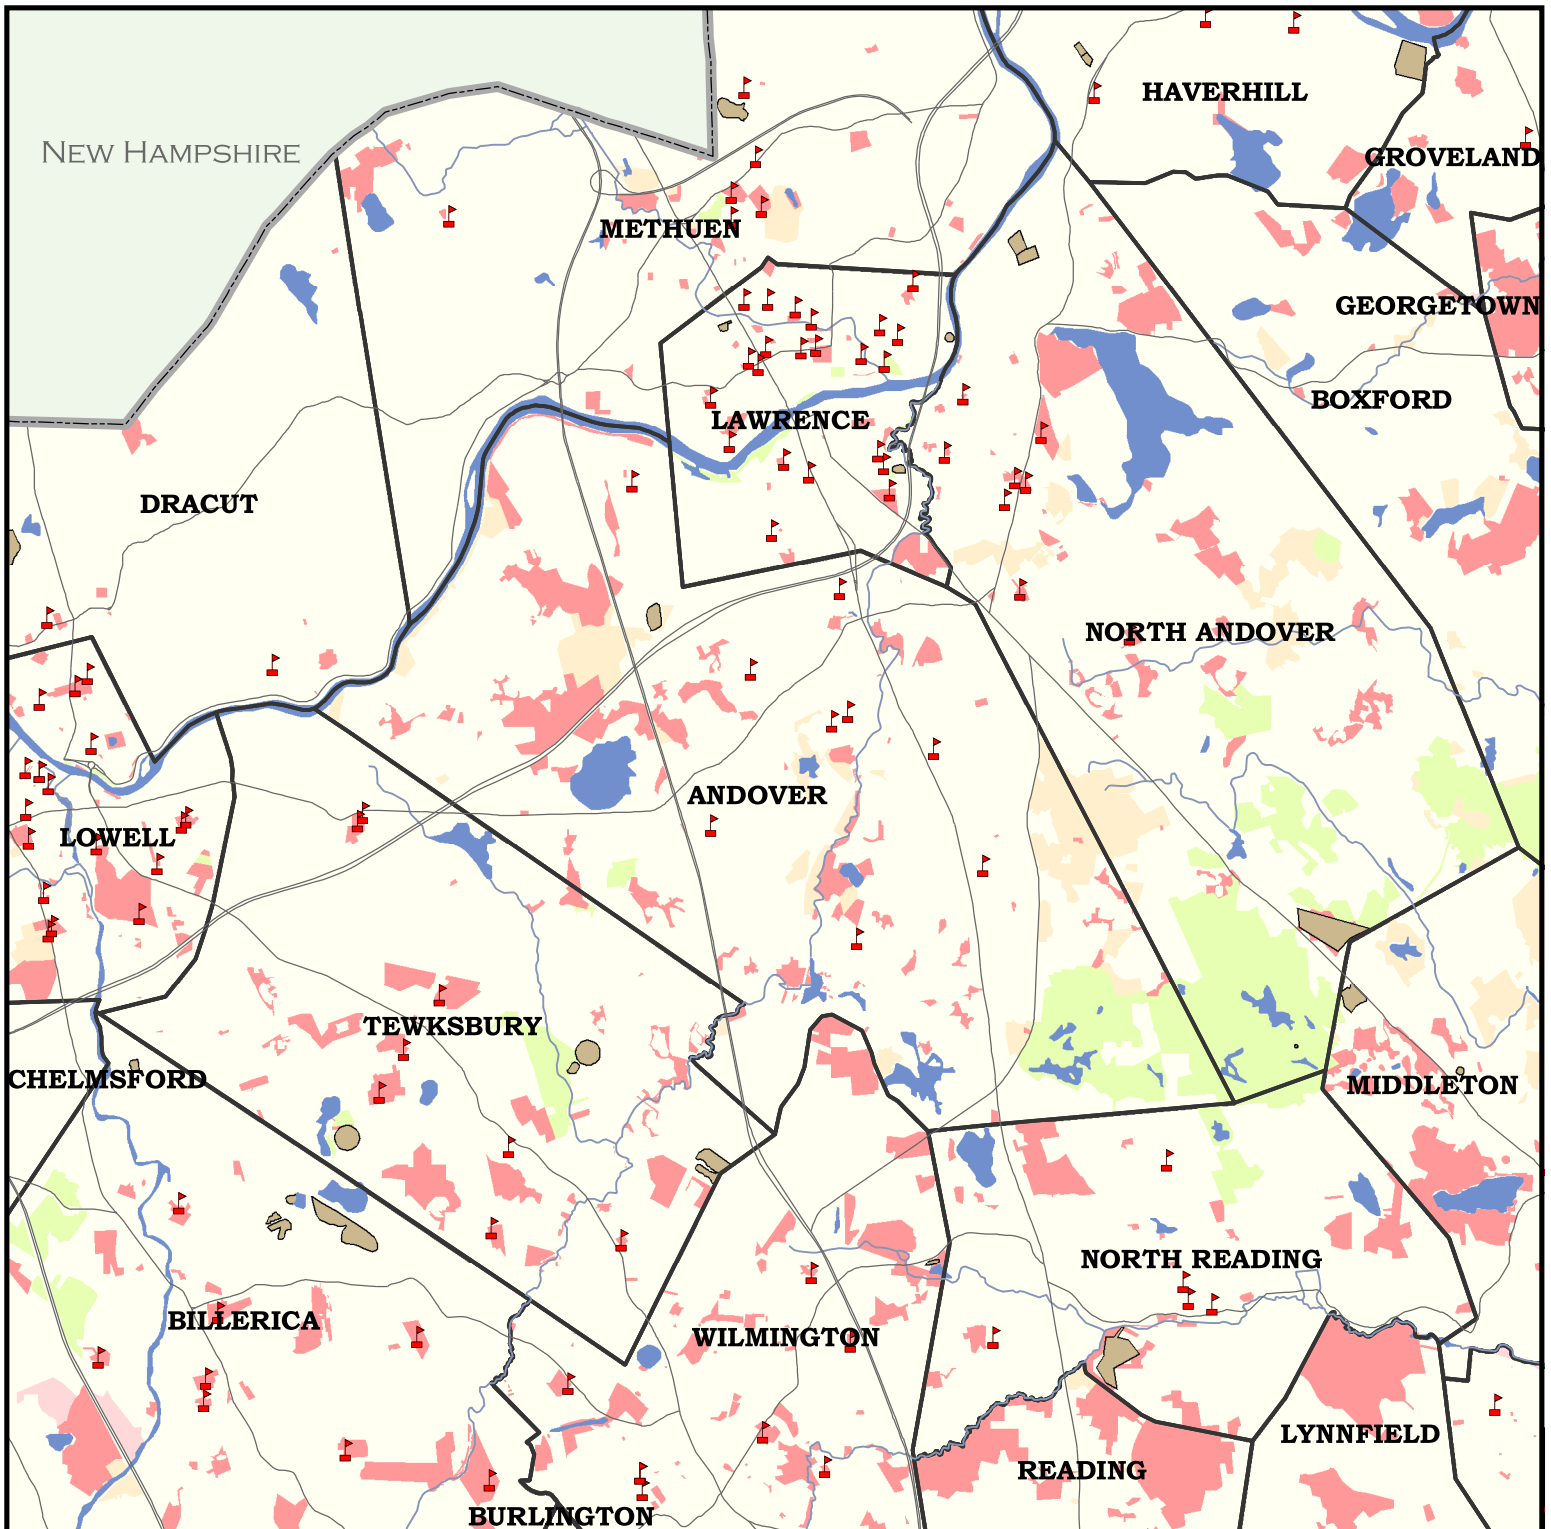 HAVERHILL
NEW HAMPSHIRE
GROVELAND
METHUEN
GEORGETOWN
BOXFORD
LAWRENCE
DRACUT
NORTH ANDOVER
ANDOVER
LOWELL
TEWKSBURY
CHELMSFORD
MIDDLETON
NORTH READING
BILLERICA
WILMINGTON
LYNNFIELD
READING
BURLINGTON